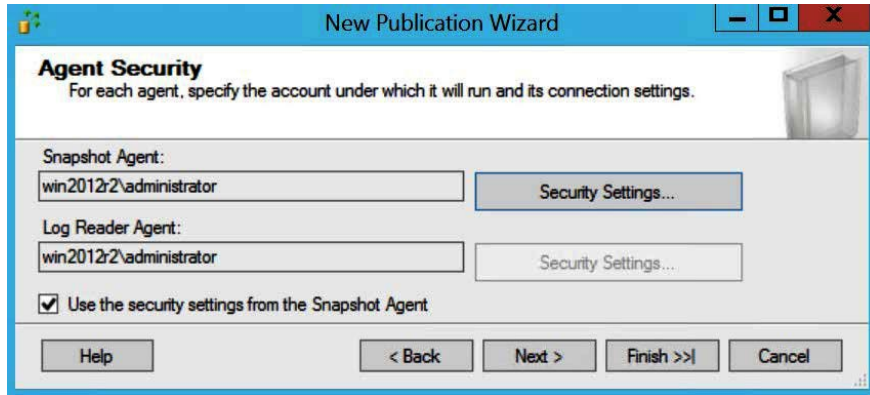 New Publication Wizard
Agent Security
For each agent, specify the account under which it will run and its connection settings.
Snapshot Agent:
win2012r2\administrator
Security Settings...
Log Reader Agent:
win2012r2\administrator
Security Settings...
Use the security settings from the Snapshot Agent
Help
< Back
Next >
Finish >>|
Cancel